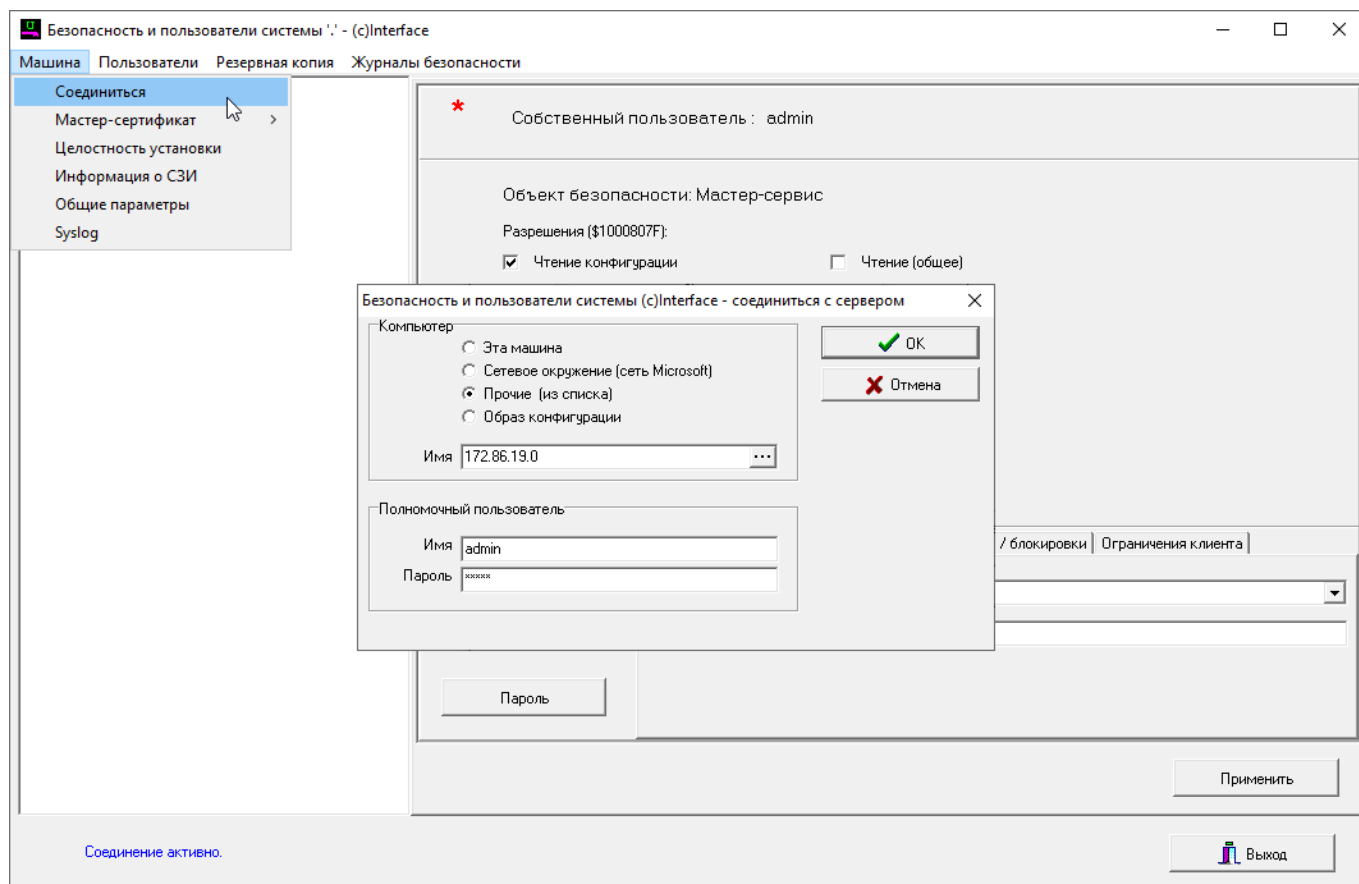 Безопасность и пользователи системы '.' - (c)Interface
Машина Пользователи Резервная копия Журналы безопасности
Соединиться
Мастер-сертификат
Целостность установки
Информация о СЗИ
Общие параметры
Syslog
* Собственный пользователь : admin
Объект безопасности: Мастер-сервис
Разрешения ($1000807F):
Чтение конфигурации Чтение (общее)
Безопасность и пользователи системы (c)Interface - соединиться с сервером
Компьютер
Эта машина
Сетевое окружение (сеть Microsoft)
Прочие (из списка)
Образ конфигурации
Имя 172.86.19.0 ...
OK
Отмена
Полномочный пользователь
Имя admin
Пароль xxxxx
/ блокировки Ограничения клиента
Пароль
Применить
Соединение активно.
Выход